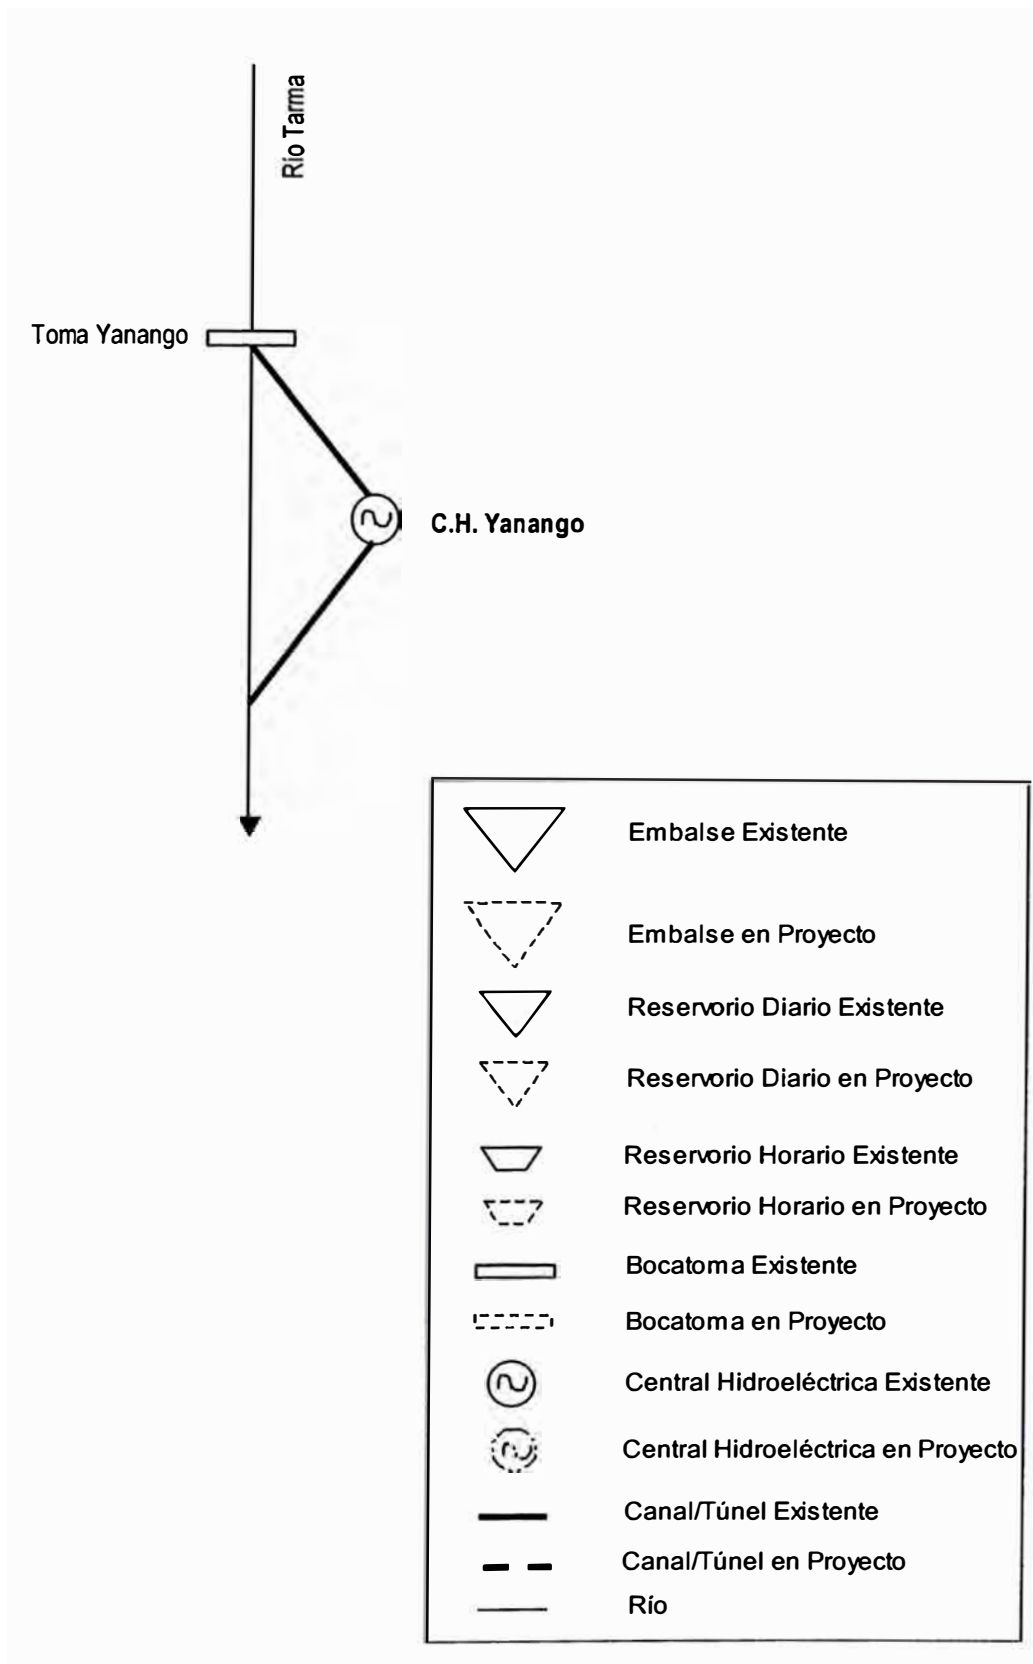 Río Tarma
Toma Yanango
C.H. Yanango
Embalse Existente
Embalse en Proyecto
Reservorio Diario Existente
Reservorio Diario en Proyecto
Reservorio Horario Existente
Reservorio Horario en Proyecto
Bocatoma Existente
Bocatoma en Proyecto
Central Hidroeléctrica Existente
Central Hidroeléctrica en Proyecto
Canal/Túnel Existente
Canal/Túnel en Proyecto
Río